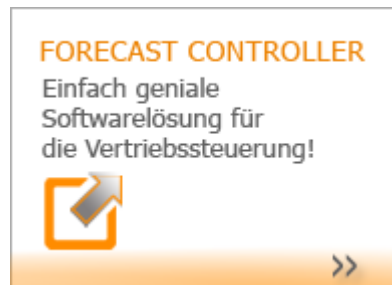 FORECAST CONTROLLER
Einfach geniale
Softwarelösung für
die Vertriebssteuerung!
»